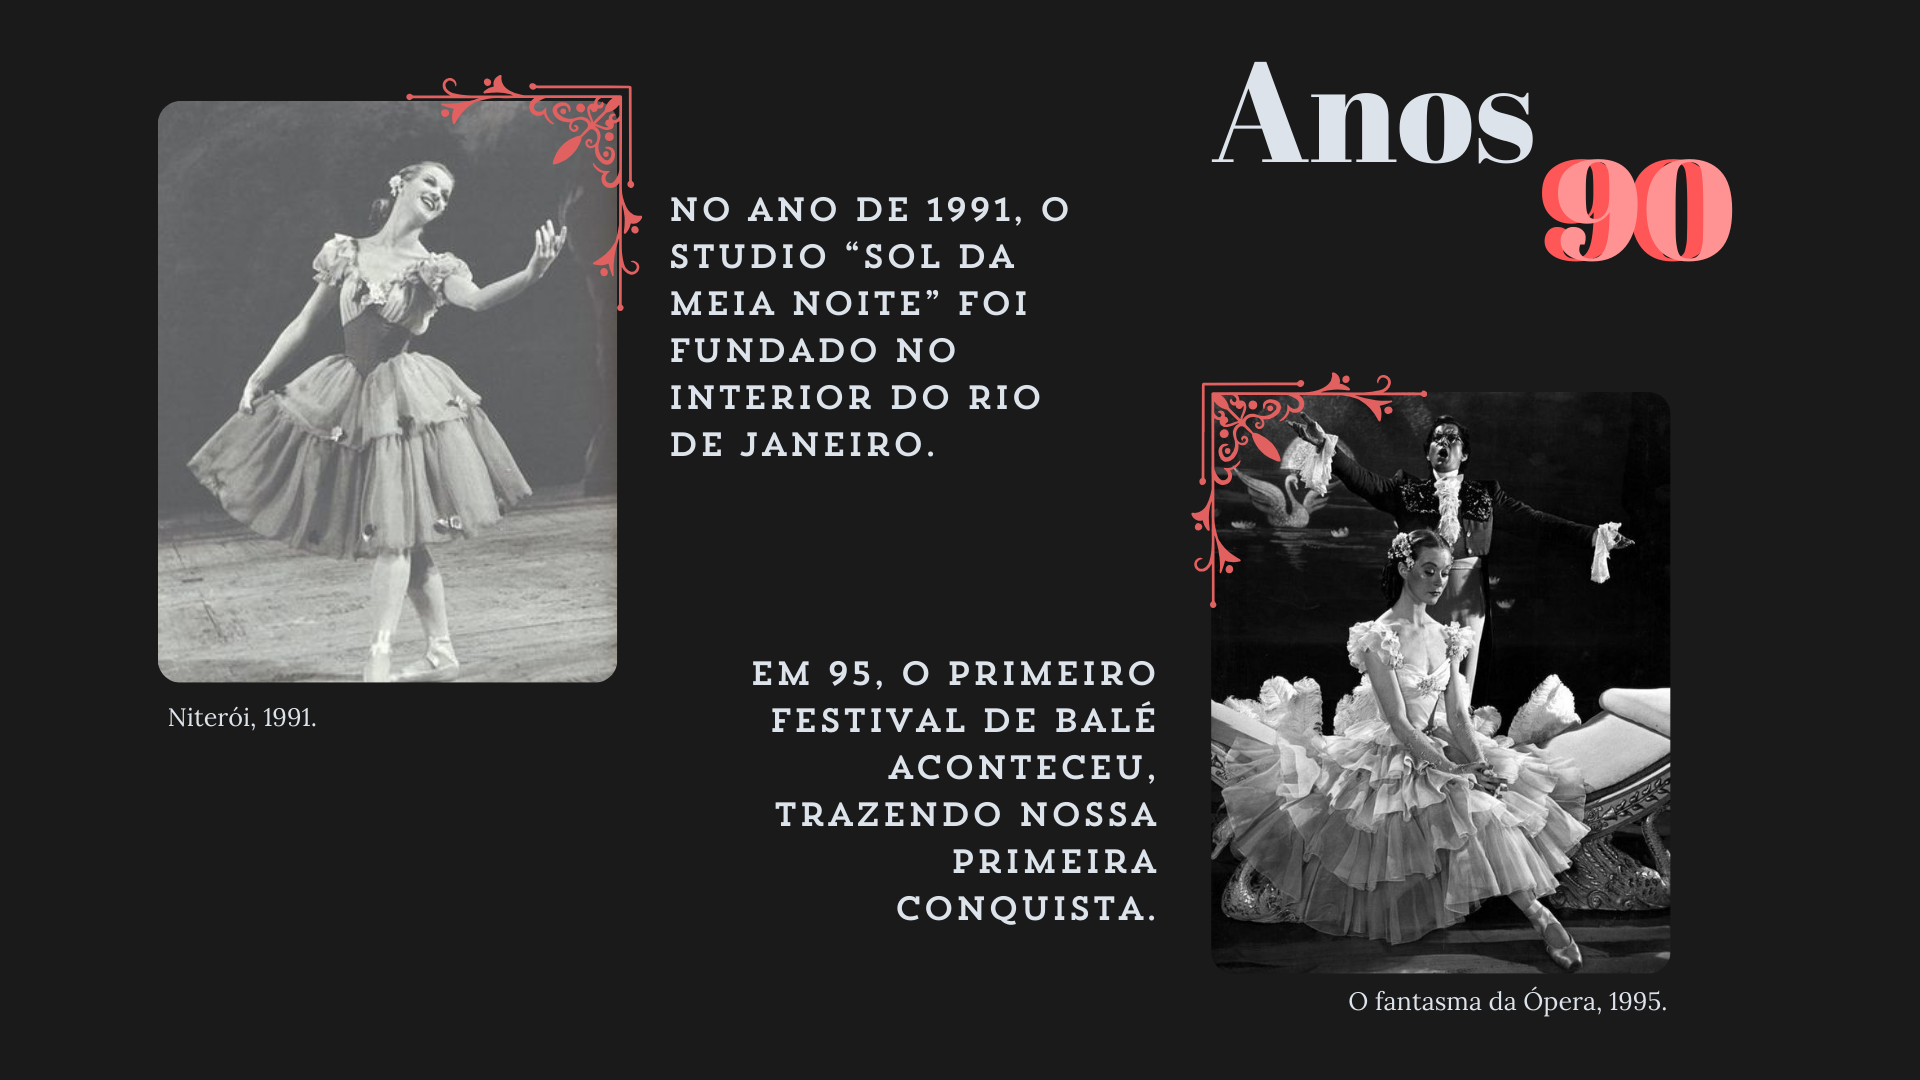 Anos
90
NO ANO DE 1991, O
STUDIO “SOL DA
MEIA NOITE” FOI
FUNDADO NO
INTERIOR DO RIO
DE JANEIRO.
Niterói, 1991.
EM 95, O PRIMEIRO
FESTIVAL DE BALÉ
ACONTECEU,
TRAZENDO NOSSA
PRIMEIRA
CONQUISTA.
O fantasma da Ópera, 1995.